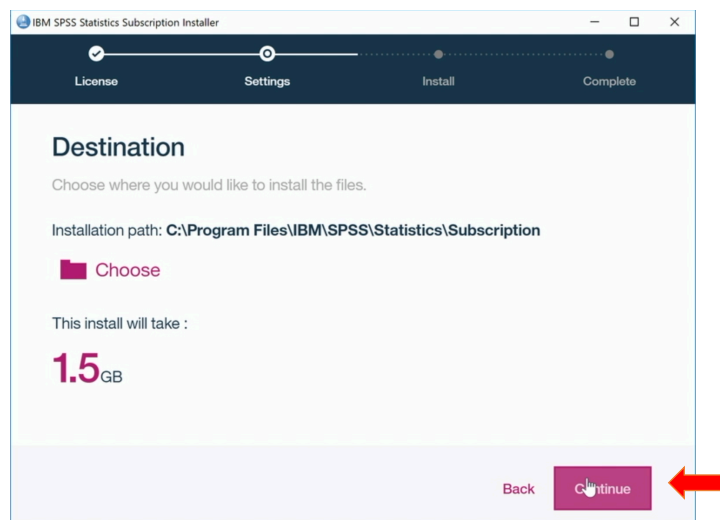 IBM SPSS Statistics Subscription Installer
License Settings Install Complete
Destination
Choose where you would like to install the files.
Installation path: C:\Program Files\IBM\SPSS\Statistics\Subscription
Choose
This install will take :
1.5GB
Back Continue